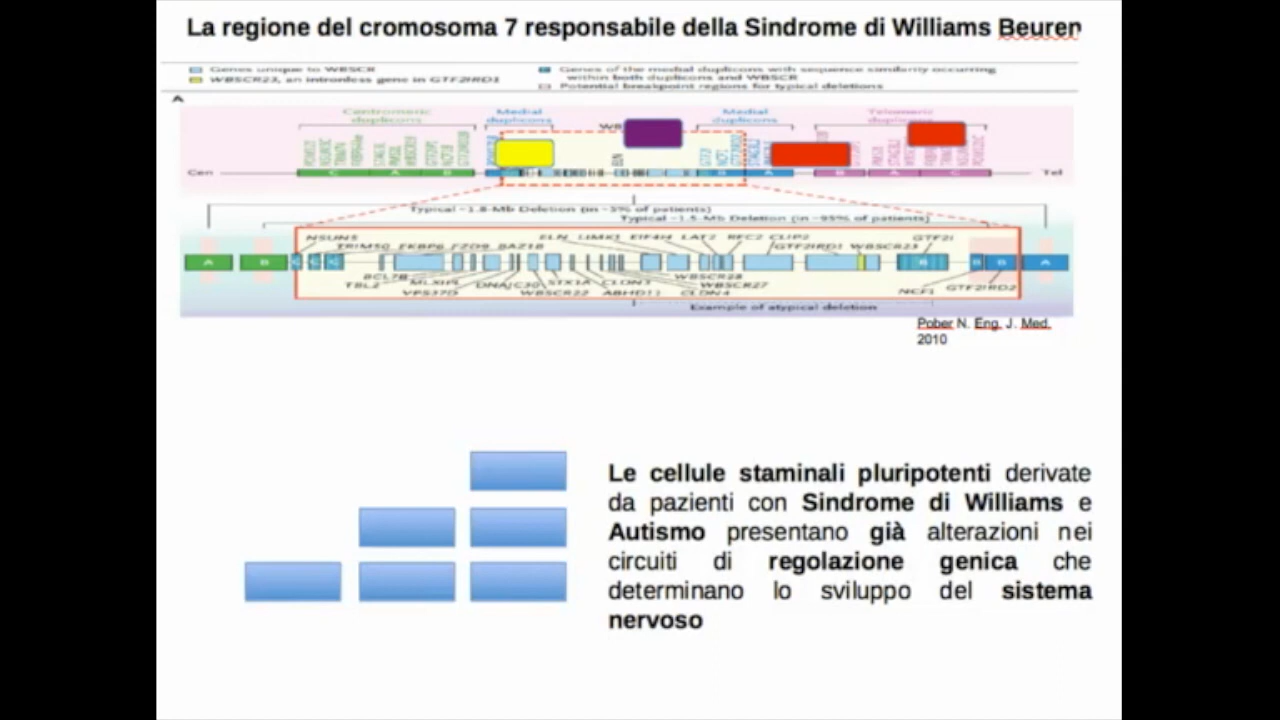 La regione del cromosoma 7 responsabile della Sindrome di Williams Beuren
Genes unique to WBSCR
WBSCR23, an intronless gene in GTF2IRD1
Genes of the medial duplicons with sequence similarity occurring
within both duplicons and WBSCR
Potential breakpoint regions for typical deletions
A
Centromeric
duplicons
Medial
duplicons
Medial
duplicons
Telomeric
ELN
Cen
C A B
B A
B A C
Tel
Typical ~1.8-Mb Deletion (in ~5% of patients)
Typical ~1.5-Mb Deletion (in ~95% of patients)
NSUN5 ELN LIMK1 EIF4H LAT2 RFC2 CLIP2 GTF2I
TRIM50 FKBP6 FZD9 BAZ1B GTF2IRD1 WBSCR23
A B C C C B B B A
BCL7B WBSCR28
TBL2 MLXIPL DNAJC30 STX1A CLDN3 WBSCR27 GTF2IRD2
VPS37D WBSCR22 ABHD11 CLDN4 NCF1
Example of atypical deletion
Pober N. Eng. J. Med.
2010
Le cellule staminali pluripotenti derivate
da pazienti con Sindrome di Williams e
Autismo presentano già alterazioni nei
circuiti di regolazione genica che
determinano lo sviluppo del sistema
nervoso